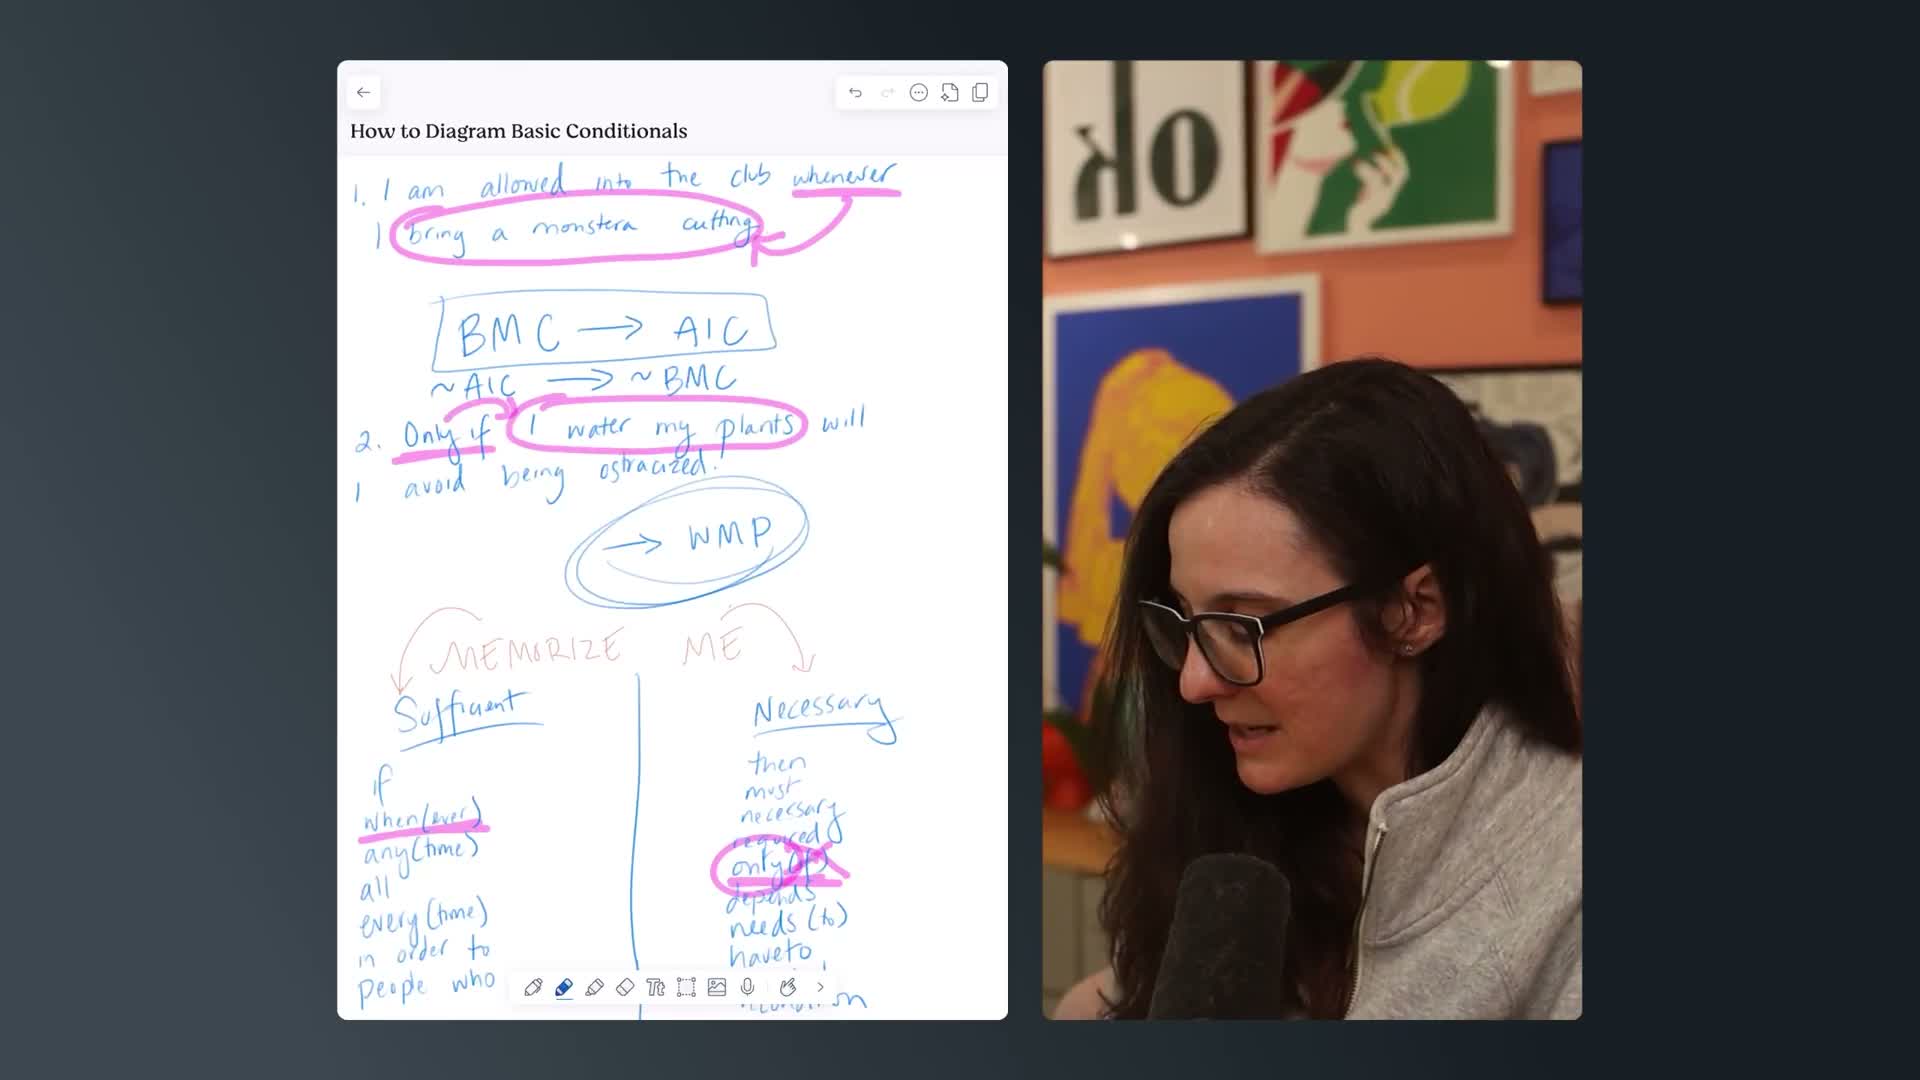 How to Diagram Basic Conditionals
1. I am allowed into the club whenever
I bring a monstera cutting
BMC → AIC
~AIC → ~BMC
2. Only if I water my plants will
I avoid being ostracized.
→ WMP
MEMORIZE ME
Sufficient
if
when(ever)
any(time)
all
every(time)
in order to
people who
Necessary
then
must
necessary
required
only(if)
depends
needs (to)
have to
Tt
ok